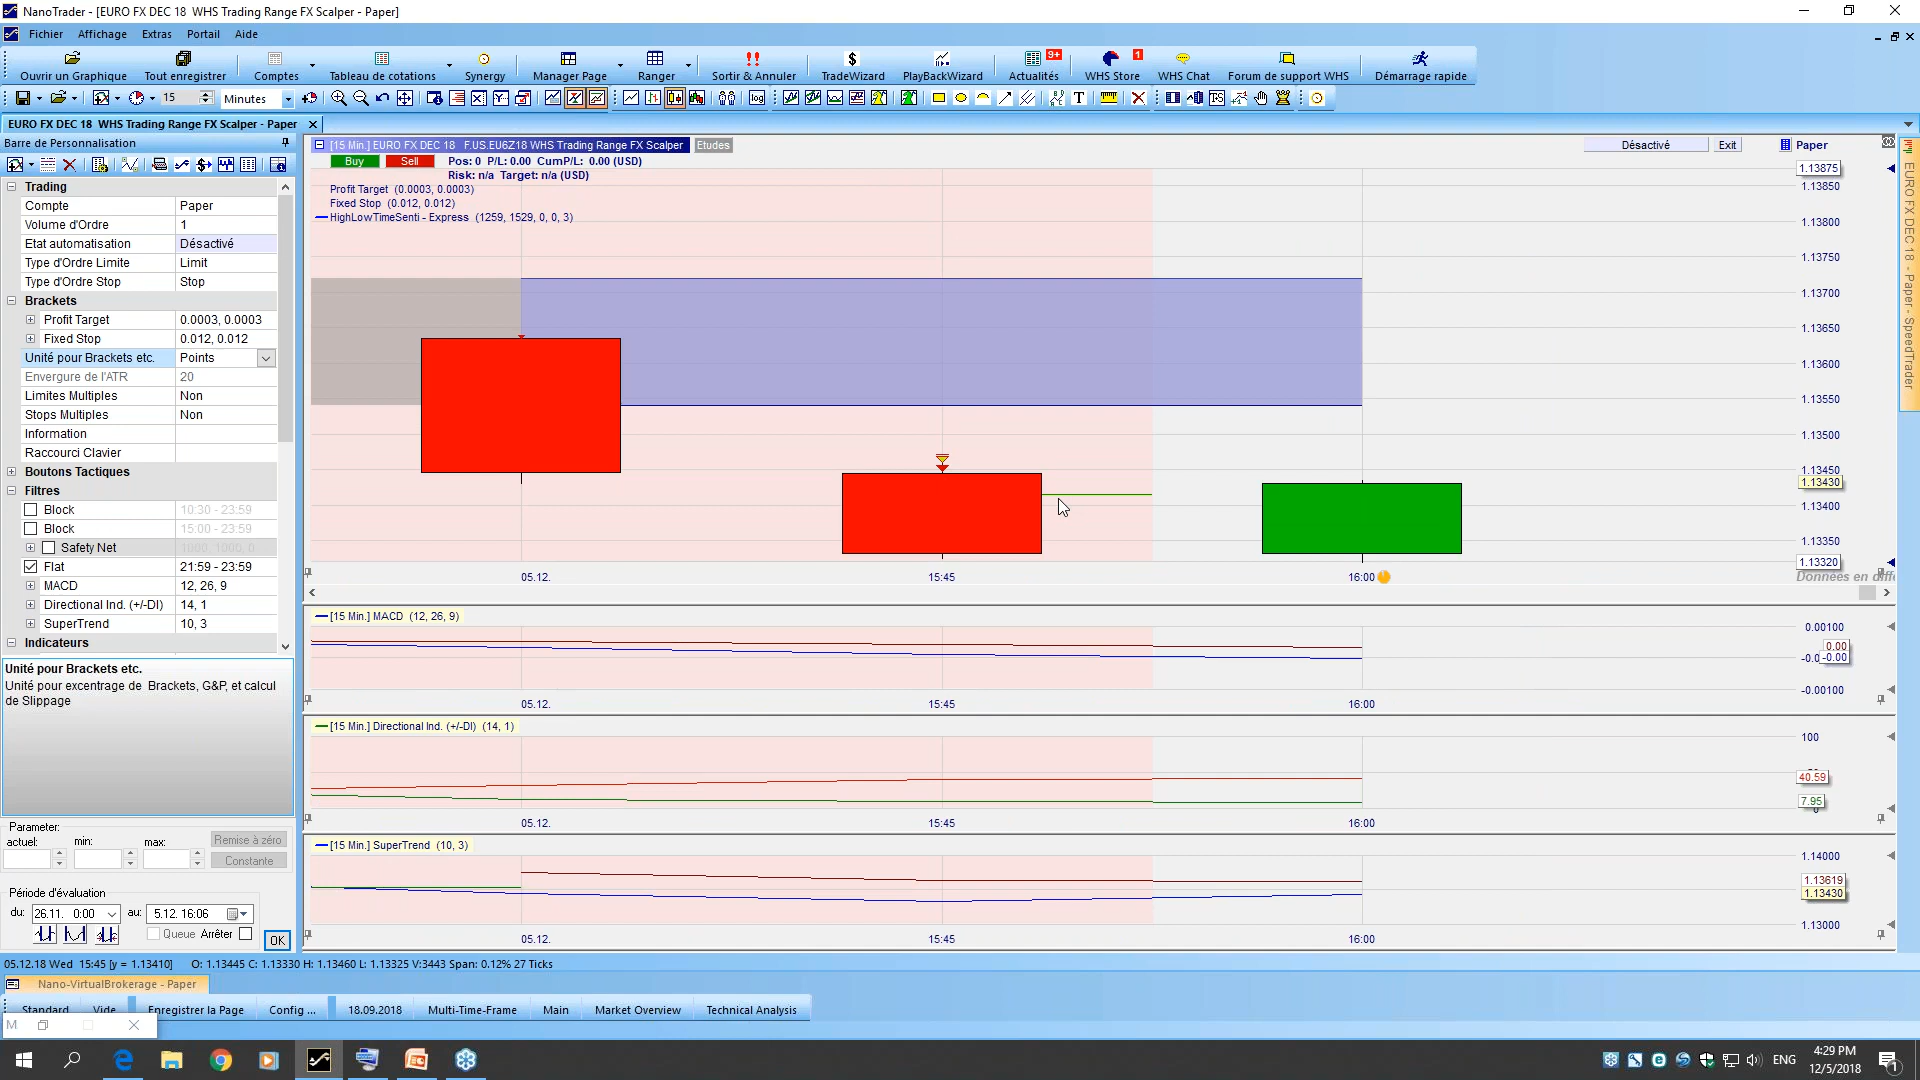 NanoTrader - [EURO FX DEC 18  WHS Trading Range FX Scalper - Paper]
Fichier Affichage Extras Portail Aide
Ouvrir un Graphique Tout enregistrer Comptes Tableau de cotations Synergy Manager Page Ranger Sortir & Annuler TradeWizard PlayBackWizard Actualités 9+ WHS Store 1 WHS Chat Forum de support WHS Démarrage rapide
15 Minutes log
EURO FX DEC 18  WHS Trading Range FX Scalper - Paper
Barre de Personnalisation
Trading
Compte Paper
Volume d'Ordre 1
Etat automatisation Désactivé
Type d'Ordre Limite Limit
Type d'Ordre Stop Stop
Brackets
Profit Target 0.0003, 0.0003
Fixed Stop 0.012, 0.012
Unité pour Brackets etc. Points
Envergure de l'ATR 20
Limites Multiples Non
Stops Multiples Non
Information
Raccourci Clavier
Boutons Tactiques
Filtres
Block 10:30 - 23:59
Block 15:00 - 23:59
Safety Net 1000, 1000, 0
Flat 21:59 - 23:59
MACD 12, 26, 9
Directional Ind. (+/-DI) 14, 1
SuperTrend 10, 3
Indicateurs
Unité pour Brackets etc.
Unité pour excentrage de  Brackets, G&P, et calcul
de Slippage
Parameter:
actuel: min: max: Remise à zéro
Constante
Période d'évaluation
du: 26.11.  0:00 au: 5.12. 16:06
Queue Arrêter OK
[15 Min.] EURO FX DEC 18   F.US.EU6Z18 WHS Trading Range FX Scalper Etudes
Désactivé Exit Paper
Buy Sell Pos: 0  P/L: 0.00  CumP/L:  0.00 (USD)
Risk: n/a  Target: n/a (USD)
Profit Target  (0.0003, 0.0003)
Fixed Stop  (0.012, 0.012)
HighLowTimeSenti - Express  (1259, 1529, 0, 0, 3)
1.13875
1.13850
1.13800
1.13750
1.13700
1.13650
1.13600
1.13550
1.13500
1.13450
1.13430
1.13400
1.13350
1.13320
05.12. 15:45 16:00
Données en diff
[15 Min.] MACD  (12, 26, 9)
0.00100
0.00
-0.00
-0.00100
05.12. 15:45 16:00
[15 Min.] Directional Ind. (+/-DI)  (14, 1)
100
40.59
7.95
0
05.12. 15:45 16:00
[15 Min.] SuperTrend  (10, 3)
1.14000
1.13619
1.13430
1.13000
05.12. 15:45 16:00
EURO FX DEC 18 - Paper - SpeedTrader
05.12.18 Wed  15:45 [y = 1.13410] O: 1.13445 C: 1.13330 H: 1.13460 L: 1.13325 V:3443 Span: 0.12% 27 Ticks
Nano-VirtualBrokerage - Paper
Standard Vide Enregistrer la Page Config ... 18.09.2018 Multi-Time-Frame Main Market Overview Technical Analysis
M
ENG
4:29 PM
12/5/2018
1